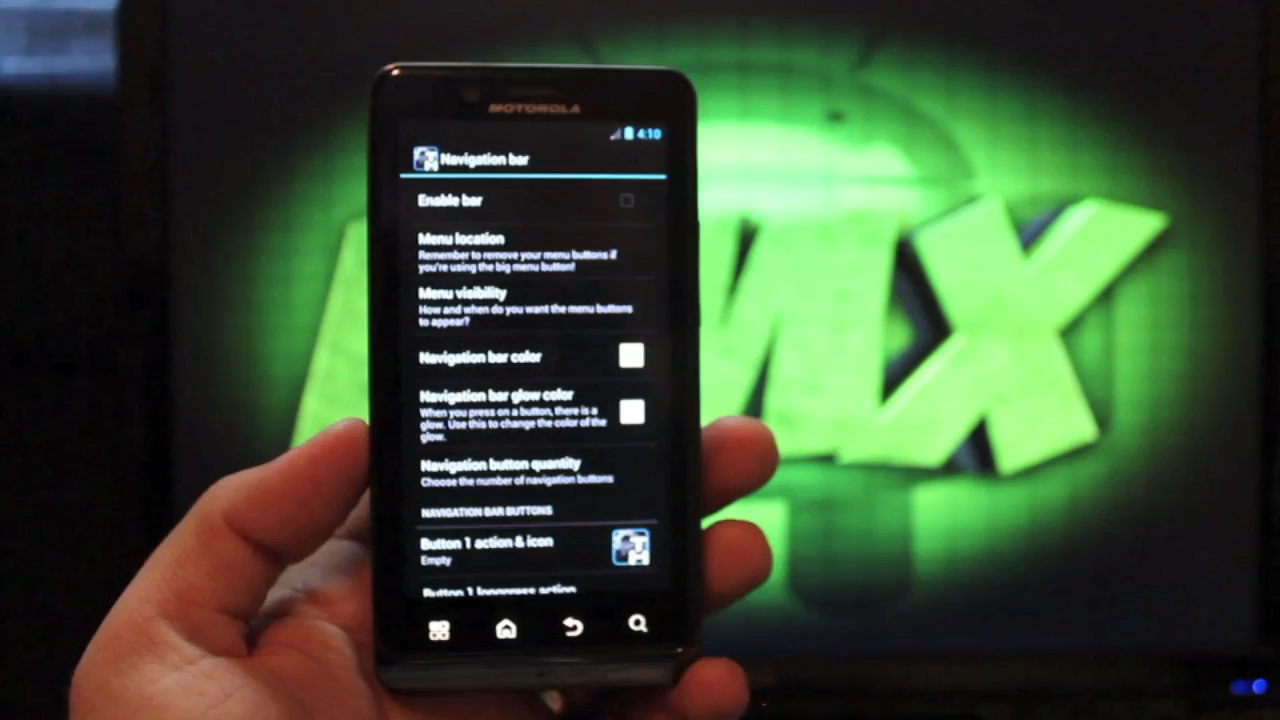 MOTOROLA
4:10
Navigation bar
Enable bar
Menu location
Remember to remove your menu buttons if
you're using the big menu button!
Menu visibility
How and when do you want the menu buttons
to appear?
Navigation bar color
Navigation bar glow color
When you press on a button, there is a
glow. Use this to change the color of the
glow.
Navigation button quantity
Choose the number of navigation buttons
NAVIGATION BAR BUTTONS
Button 1 action & icon
Empty
Button 1 longpress action
X